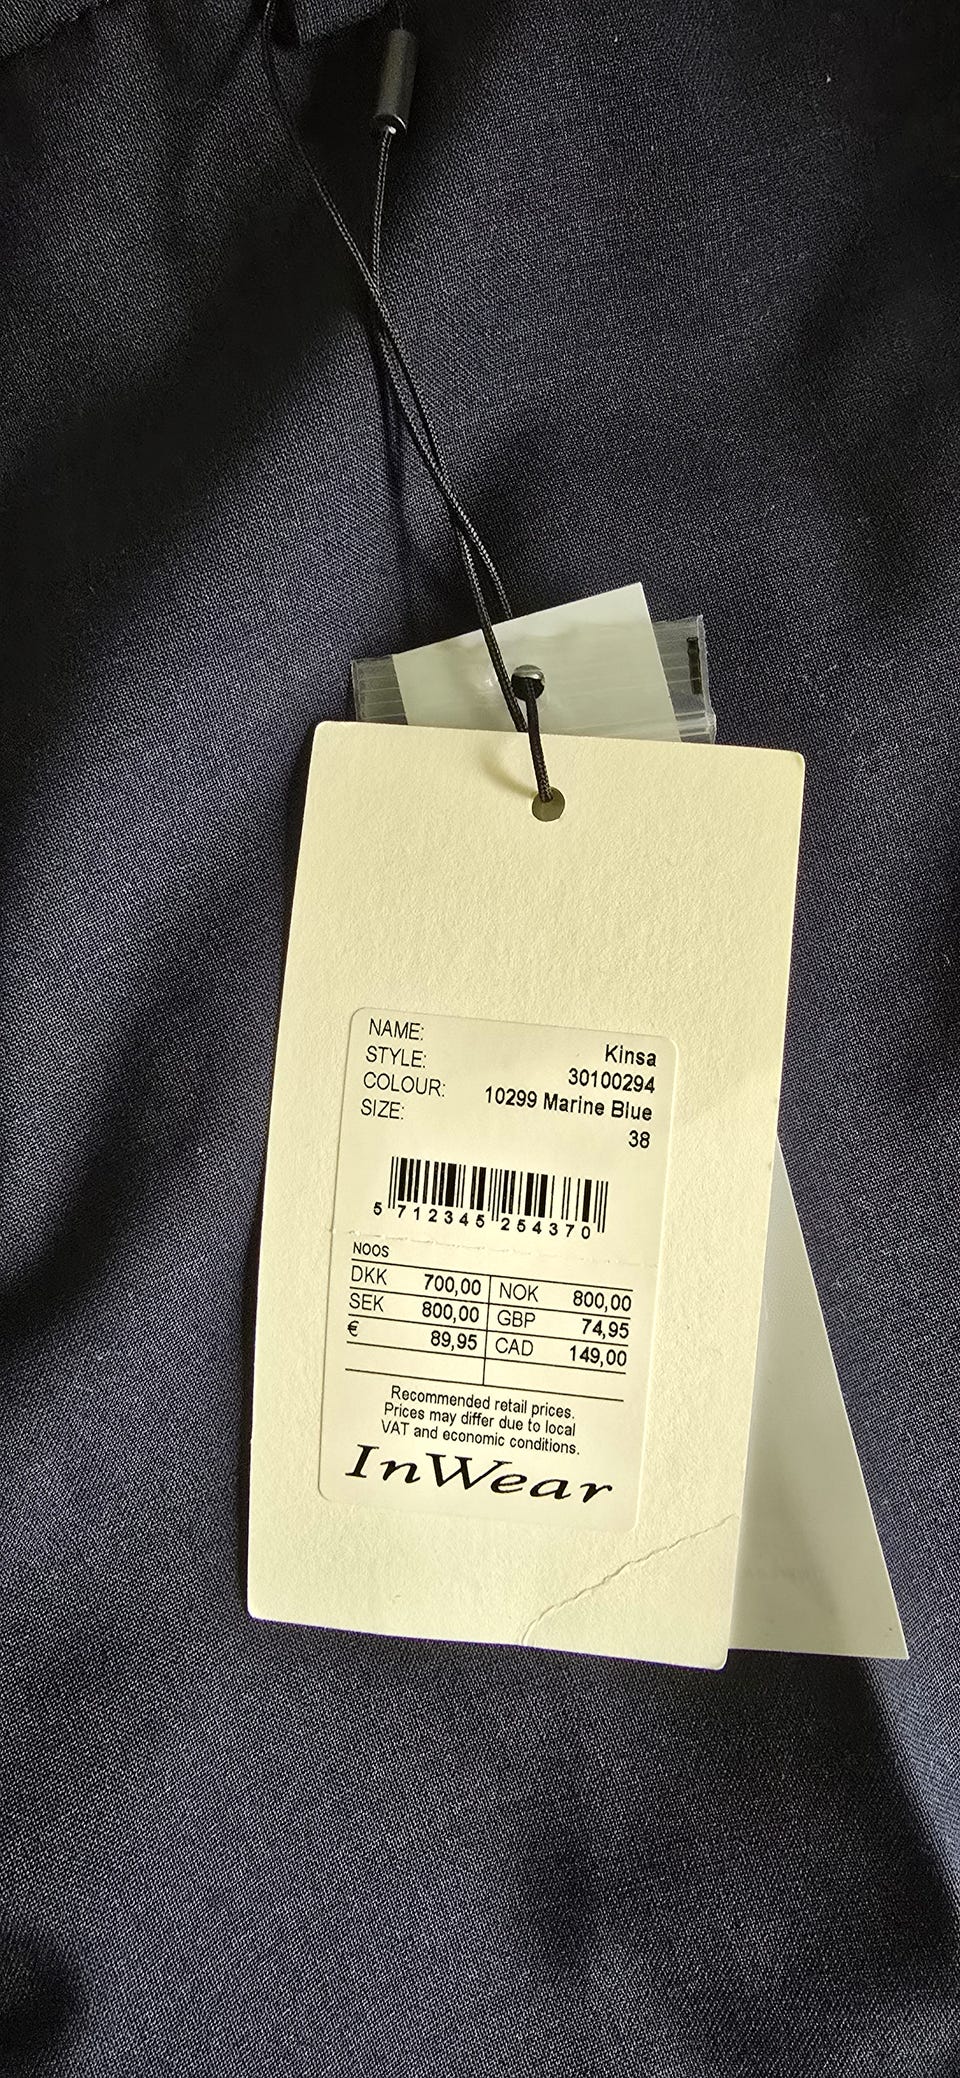 NAME: Kinsa
STYLE: 30100294
COLOUR: 10299 Marine Blue
SIZE: 38
5 712345 254370
NOOS
DKK 700,00 NOK 800,00
SEK 800,00 GBP 74,95
€ 89,95 CAD 149,00
Recommended retail prices.
Prices may differ due to local
VAT and economic conditions.
InWear